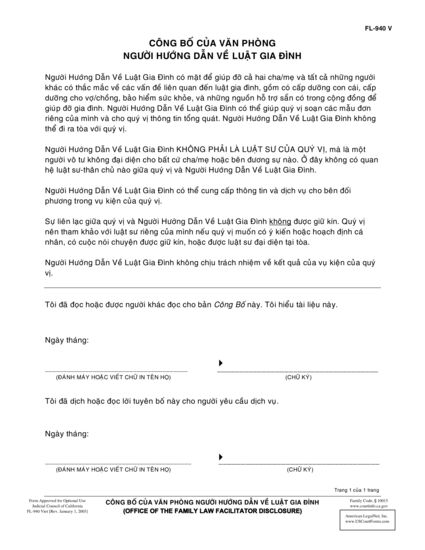 FL-940 V
CÔNG BỐ CỦA VĂN PHÒNG
NGƯỜI HƯỚNG DẪN VỀ LUẬT GIA ĐÌNH
Người Hướng Dẫn Về Luật Gia Đình có mặt để giúp đỡ cả hai cha/mẹ và tất cả những người
khác có thắc mắc về các vấn đề liên quan đến luật gia đình, gồm có cấp dưỡng con cái, cấp
dưỡng cho vợ/chồng, bảo hiểm sức khỏe, và những nguồn hỗ trợ sẵn có trong cộng đồng để
giúp đỡ gia đình. Người Hướng Dẫn Về Luật Gia Đình có thể giúp quý vị soạn các mẫu đơn
riêng của mình và cho quý vị thông tin tổng quát. Người Hướng Dẫn Về Luật Gia Đình không
thể đi ra tòa với quý vị.
Người Hướng Dẫn Về Luật Gia Đình KHÔNG PHẢI LÀ LUẬT SƯ CỦA QUÝ VỊ, mà là một
người vô tư không đại diện cho bất cứ cha/mẹ hoặc bên đương sự nào. Ở đây không có quan
hệ luật sư-thân chủ nào giữa quý vị và Người Hướng Dẫn Về Luật Gia Đình.
Người Hướng Dẫn Về Luật Gia Đình có thể cung cấp thông tin và dịch vụ cho bên đối
phương trong vụ kiện của quý vị.
Sự liên lạc giữa quý vị và Người Hướng Dẫn Về Luật Gia Đình không được giữ kín. Quý vị
nên tham khảo với luật sư riêng của mình nếu quý vị muốn có ý kiến hoặc hoạch định cá
nhân, có cuộc nói chuyện được giữ kín, hoặc được luật sư đại diện tại tòa.
Người Hướng Dẫn Về Luật Gia Đình không chịu trách nhiệm về kết quả của vụ kiện của quý
vị.
Tôi đã đọc hoặc được người khác đọc cho bản Công Bố này. Tôi hiểu tài liệu này.
Ngày tháng:
(ĐÁNH MÁY HOẶC VIẾT CHỮ IN TÊN HỌ) (CHỮ KÝ)
Tôi đã dịch hoặc đọc lời tuyên bố này cho người yêu cầu dịch vụ.
Ngày tháng:
(ĐÁNH MÁY HOẶC VIẾT CHỮ IN TÊN HỌ) (CHỮ KÝ)
Trang 1 của 1 trang
Form Approved for Optional Use
Judicial Council of California
FL-940 Viet [Rev. January 1, 2003]
CÔNG BỐ CỦA VĂN PHÒNG NGƯỜI HƯỚNG DẪN VỀ LUẬT GIA ĐÌNH
(OFFICE OF THE FAMILY LAW FACILITATOR DISCLOSURE)
Family Code, § 10015
www.courtinfo.ca.gov
American LegalNet, Inc.
www.USCourtForms.com